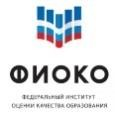 ФИОКО
ФЕДЕРАЛЬНЫЙ ИНСТИТУТ
ОЦЕНКИ КАЧЕСТВА ОБРАЗОВАНИЯ